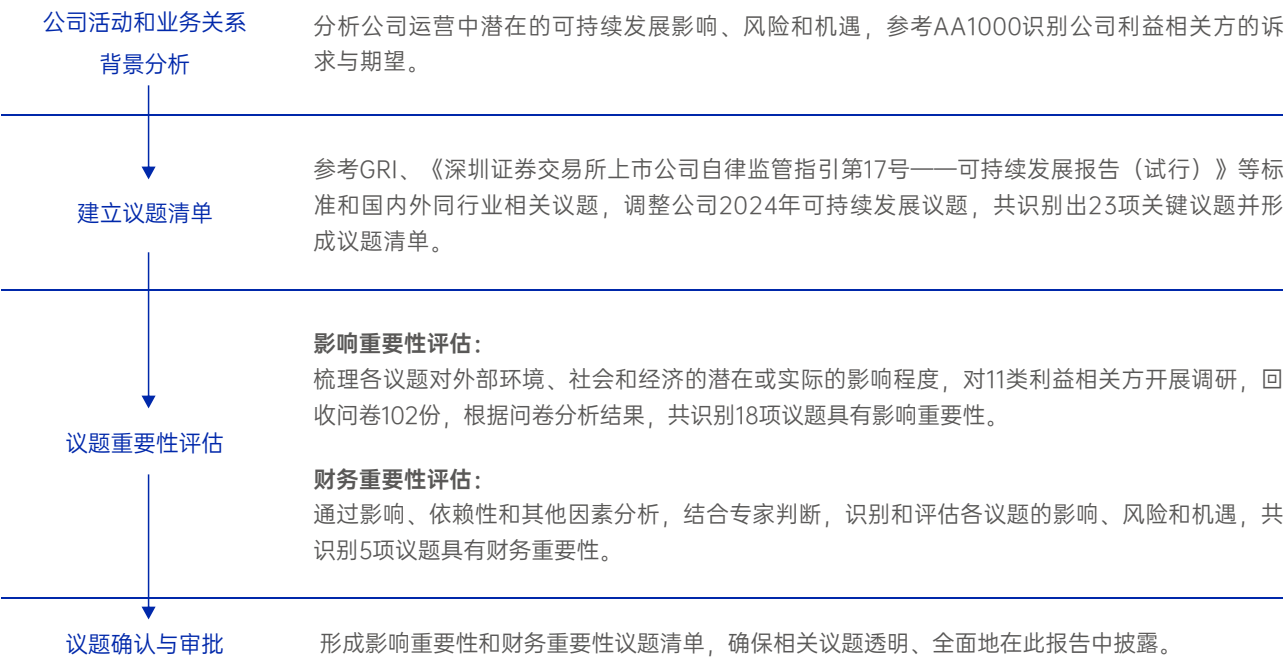 公司活动和业务关系
背景分析
分析公司运营中潜在的可持续发展影响、风险和机遇，参考AA1000识别公司利益相关方的诉
求与期望。
建立议题清单
参考GRI、《深圳证券交易所上市公司自律监管指引第17号——可持续发展报告（试行）》等标
准和国内外同行业相关议题，调整公司2024年可持续发展议题，共识别出23项关键议题并形
成议题清单。
议题重要性评估
影响重要性评估：
梳理各议题对外部环境、社会和经济的潜在或实际的影响程度，对11类利益相关方开展调研，回
收问卷102份，根据问卷分析结果，共识别18项议题具有影响重要性。
财务重要性评估：
通过影响、依赖性和其他因素分析，结合专家判断，识别和评估各议题的影响、风险和机遇，共
识别5项议题具有财务重要性。
议题确认与审批
形成影响重要性和财务重要性议题清单，确保相关议题透明、全面地在此报告中披露。